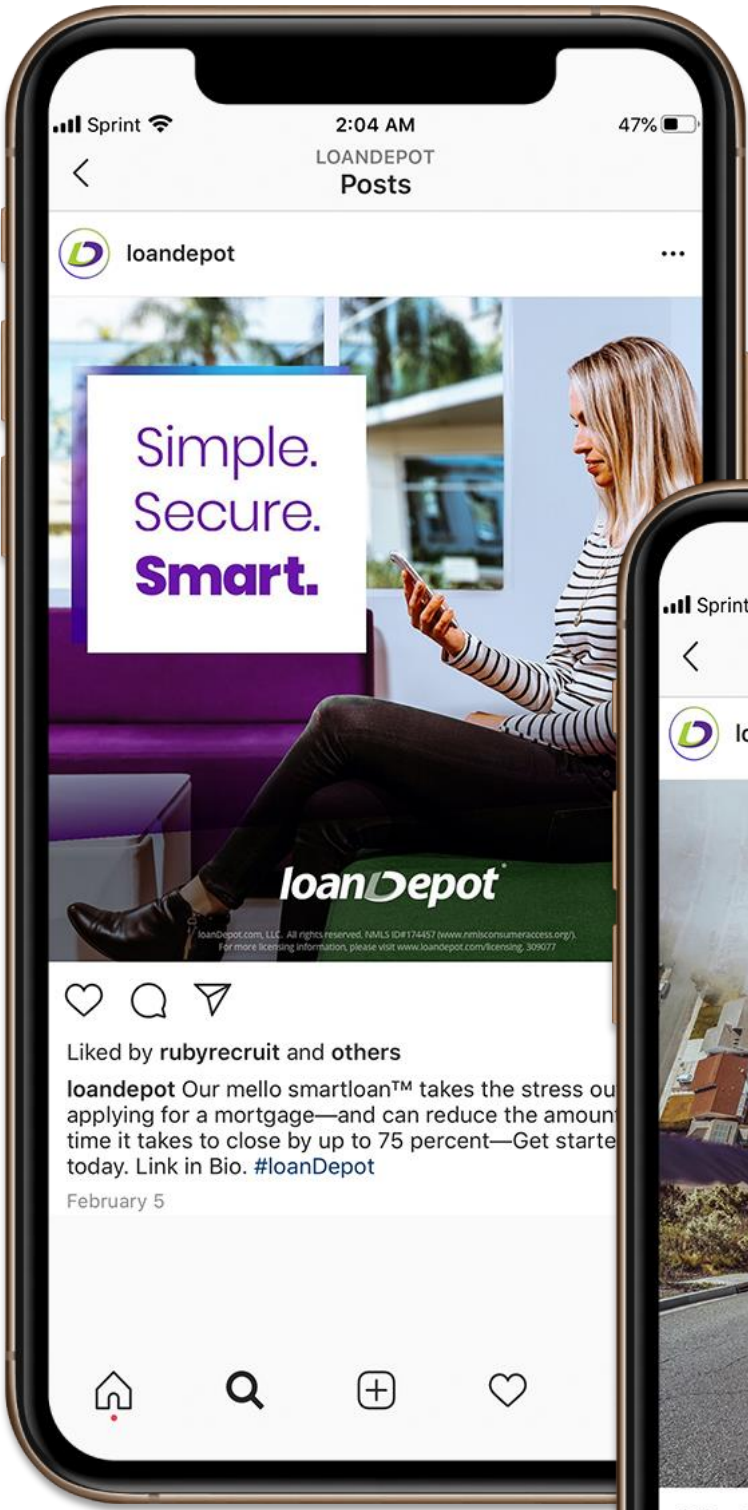 Sprint
2:04 AM
47%
LOANDEPOT
Posts
loandepot
Simple.
Secure.
Smart.
loanDepot
loanDepot.com, LLC. All rights reserved. NMLS ID#174457 (www.nmlsconsumeraccess.org/).
For more licensing information, please visit www.loandepot.com/licensing. 309077
Liked by rubyrecruit and others
loandepot Our mello smartloan™ takes the stress ou
applying for a mortgage—and can reduce the amoun
time it takes to close by up to 75 percent—Get starte
today. Link in Bio. #loanDepot
February 5
Sprint
lo